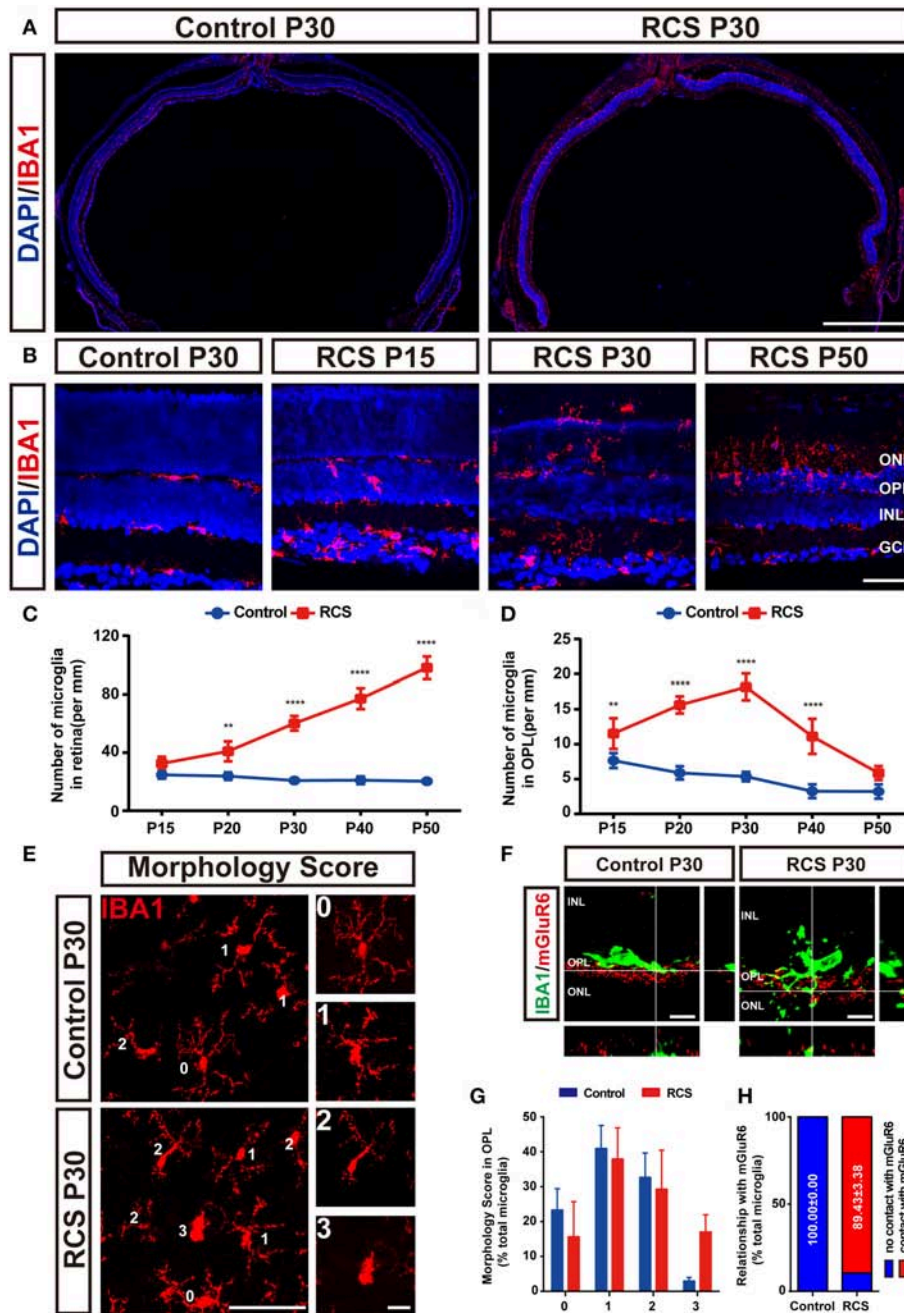 A
Control P30
RCS P30
DAPI/IBA1
B
Control P30
RCS P15
RCS P30
RCS P50
DAPI/IBA1
ON
OPL
INL
GC
C
Control RCS
Number of microglia
in retina(per mm)
120
80
40
0
**
****
****
****
P15 P20 P30 P40 P50
D
Control RCS
Number of microglia
in OPL(per mm)
25
20
15
10
5
0
**
****
****
****
P15 P20 P30 P40 P50
E
Morphology Score
Control P30
RCS P30
IBA1
1
1
2
0
2
1
2
2
3
1
0
0
1
2
3
F
Control P30
RCS P30
IBA1/mGluR6
INL
OPL
ONL
INL
OPL
ONL
G
Control RCS
Morphology Score in OPL
(% total microglia)
50
40
30
20
10
0
0 1 2 3
H
Relationship with mGluR6
(% total microglia)
100
50
0
100.00±0.00
89.43±3.38
Control RCS
no contact with mGluR6
contact with mGluR6